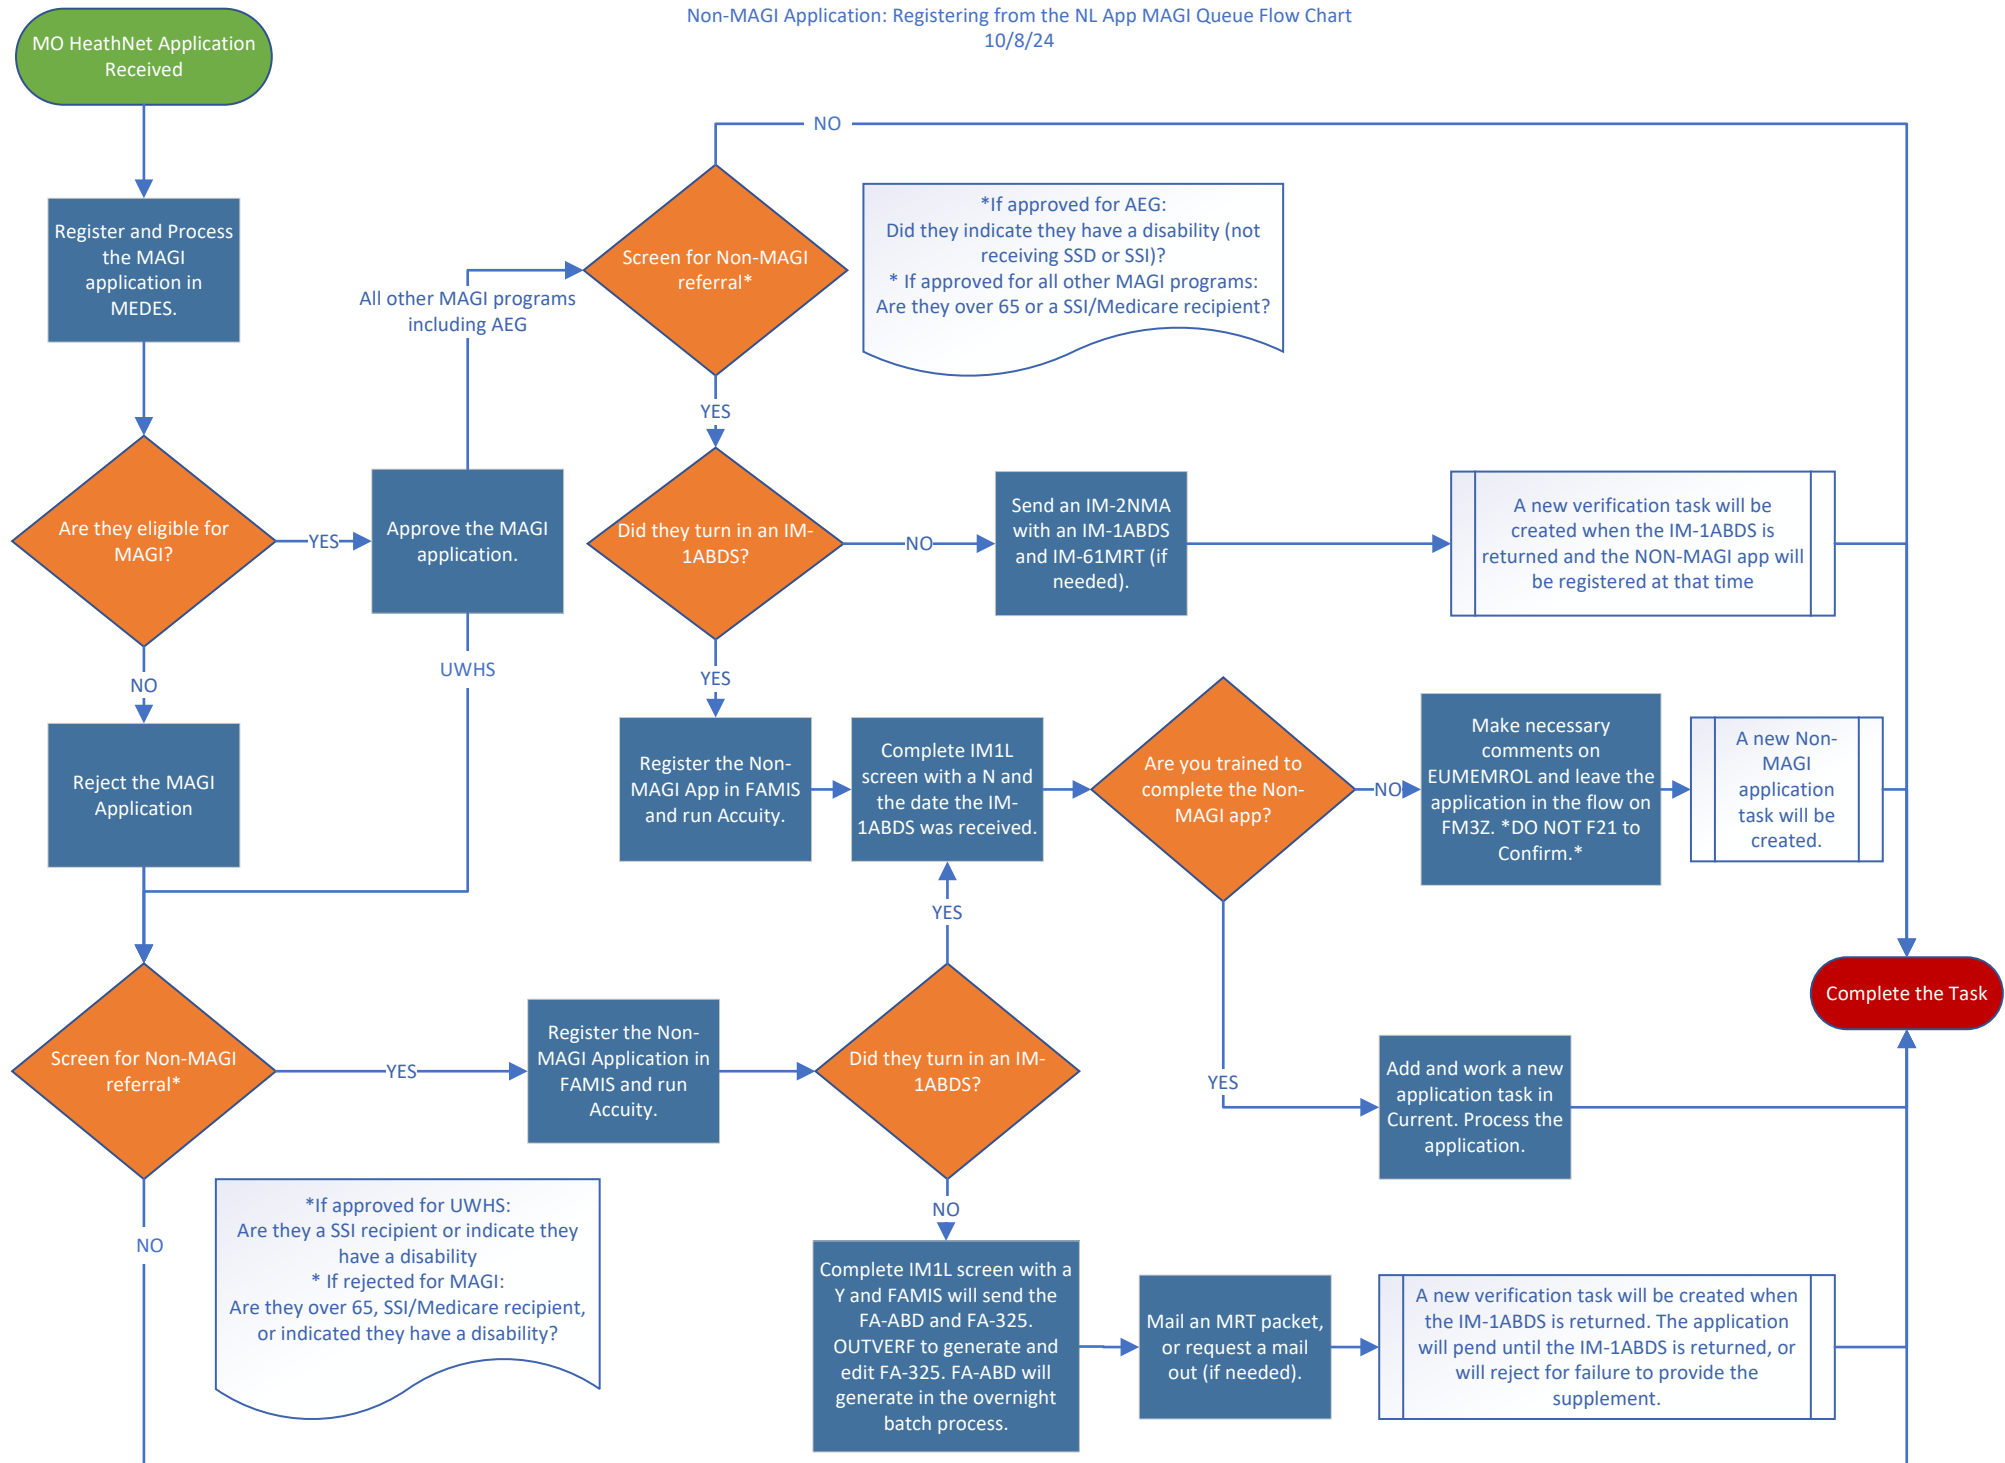 Non-MAGI Application: Registering from the NL App MAGI Queue Flow Chart
10/8/24
MO HeathNet Application
Received
NO
Register and Process
the MAGI
application in
MEDES.
All other MAGI programs
including AEG
Screen for Non-MAGI
referral*
*If approved for AEG:
Did they indicate they have a disability (not
receiving SSD or SSI)?
* If approved for all other MAGI programs:
Are they over 65 or a SSI/Medicare recipient?
YES
Are they eligible for
MAGI?
YES
Approve the MAGI
application.
Did they turn in an IM-
1ABDS?
NO
Send an IM-2NMA
with an IM-1ABDS
and IM-61MRT (if
needed).
A new verification task will be
created when the IM-1ABDS is
returned and the NON-MAGI app will
be registered at that time
NO
UWHS
YES
Reject the MAGI
Application
Register the Non-
MAGI App in FAMIS
and run Accuity.
Complete IM1L
screen with a N and
the date the IM-
1ABDS was received.
Are you trained to
complete the Non-
MAGI app?
NO
Make necessary
comments on
EUMEMROL and leave the
application in the flow on
FM3Z. *DO NOT F21 to
Confirm.*
A new Non-
MAGI
application
task will be
created.
YES
Complete the Task
Screen for Non-MAGI
referral*
YES
Register the Non-
MAGI Application in
FAMIS and run
Accuity.
Did they turn in an IM-
1ABDS?
YES
Add and work a new
application task in
Current. Process the
application.
NO
*If approved for UWHS:
Are they a SSI recipient or indicate they
have a disability
* If rejected for MAGI:
Are they over 65, SSI/Medicare recipient,
or indicated they have a disability?
NO
Complete IM1L screen with a
Y and FAMIS will send the
FA-ABD and FA-325.
OUTVERF to generate and
edit FA-325. FA-ABD will
generate in the overnight
batch process.
Mail an MRT packet,
or request a mail
out (if needed).
A new verification task will be created when
the IM-1ABDS is returned. The application
will pend until the IM-1ABDS is returned, or
will reject for failure to provide the
supplement.